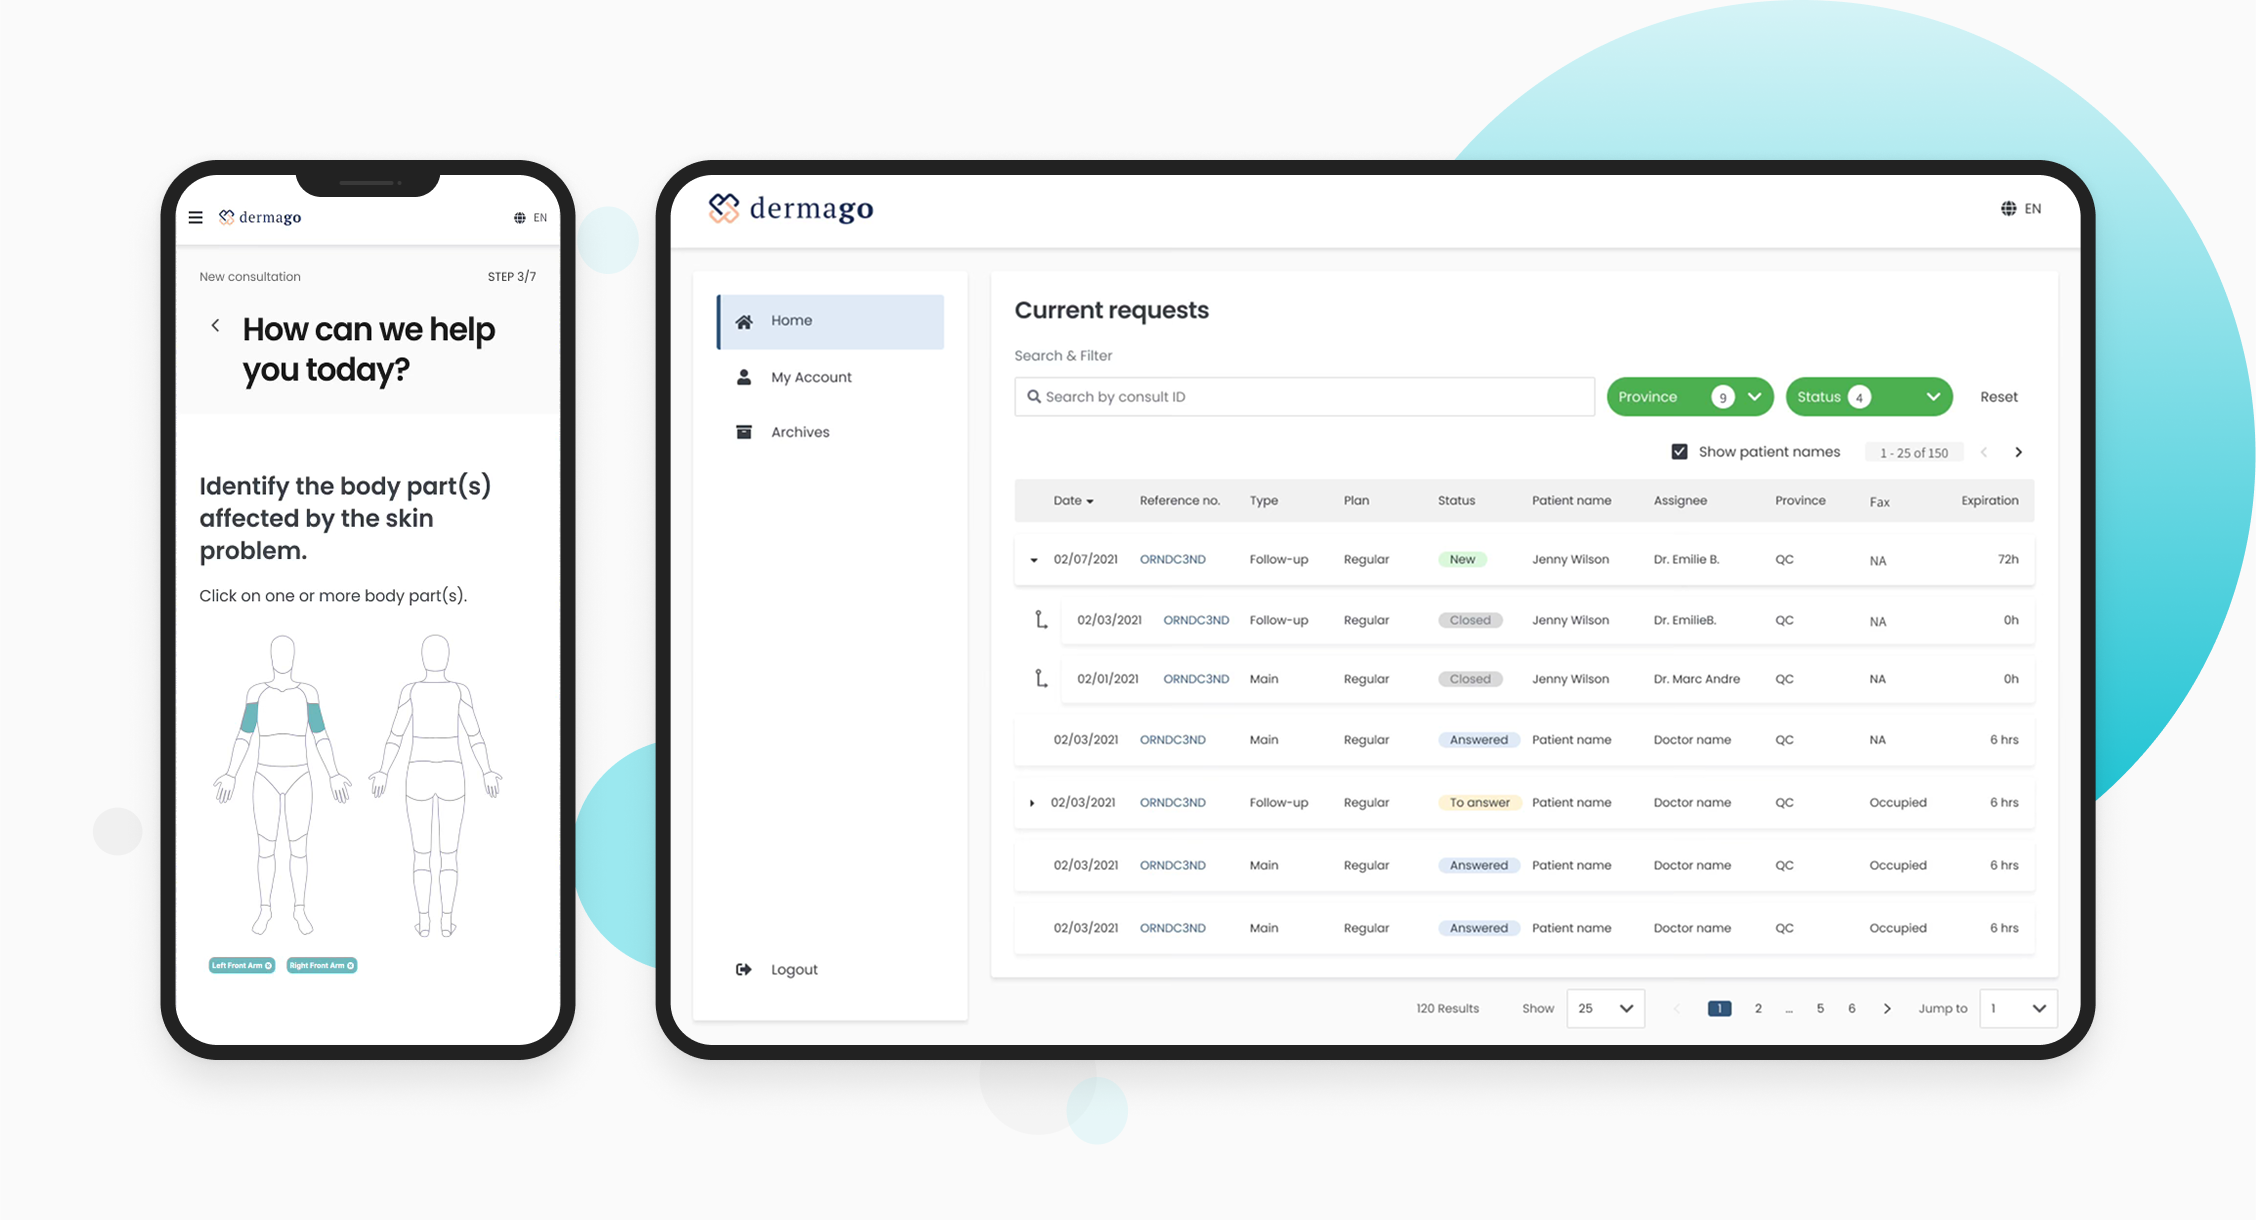 dermago
EN
New consultation
STEP 3/7
How can we help
you today?
Identify the body part(s)
affected by the skin
problem.
Click on one or more body part(s).
Left Front Arm
Right Front Arm
dermago
EN
Home
My Account
Archives
Logout
Current requests
Search & Filter
Search by consult ID
Province 9
Status 4
Reset
Show patient names
1 - 25 of 150
Date Reference no. Type Plan Status Patient name Assignee Province Fax Expiration
02/07/2021 ORNDC3ND Follow-up Regular New Jenny Wilson Dr. Emilie B. QC NA 72h
02/03/2021 ORNDC3ND Follow-up Regular Closed Jenny Wilson Dr. EmilieB. QC NA 0h
02/01/2021 ORNDC3ND Main Regular Closed Jenny Wilson Dr. Marc Andre QC NA 0h
02/03/2021 ORNDC3ND Main Regular Answered Patient name Doctor name QC NA 6 hrs
02/03/2021 ORNDC3ND Follow-up Regular To answer Patient name Doctor name QC Occupied 6 hrs
02/03/2021 ORNDC3ND Main Regular Answered Patient name Doctor name QC Occupied 6 hrs
02/03/2021 ORNDC3ND Main Regular Answered Patient name Doctor name QC Occupied 6 hrs
120 Results Show 25 1 2 ... 5 6 Jump to 1